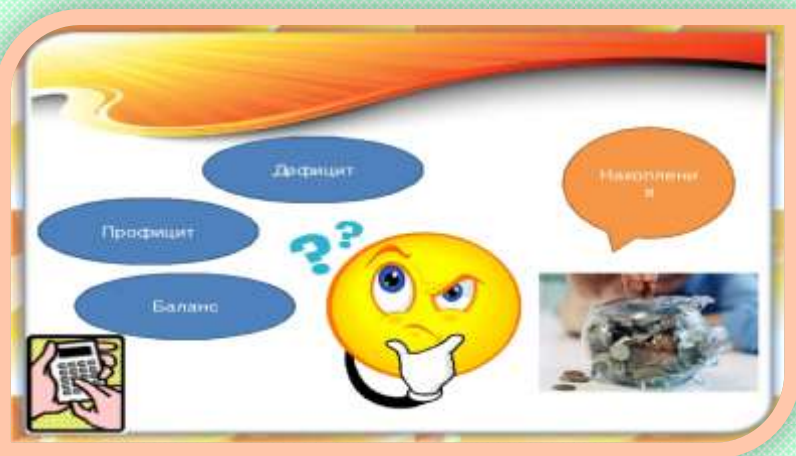 Дефицит
Накоплени
я
Профицит
??
Баланс